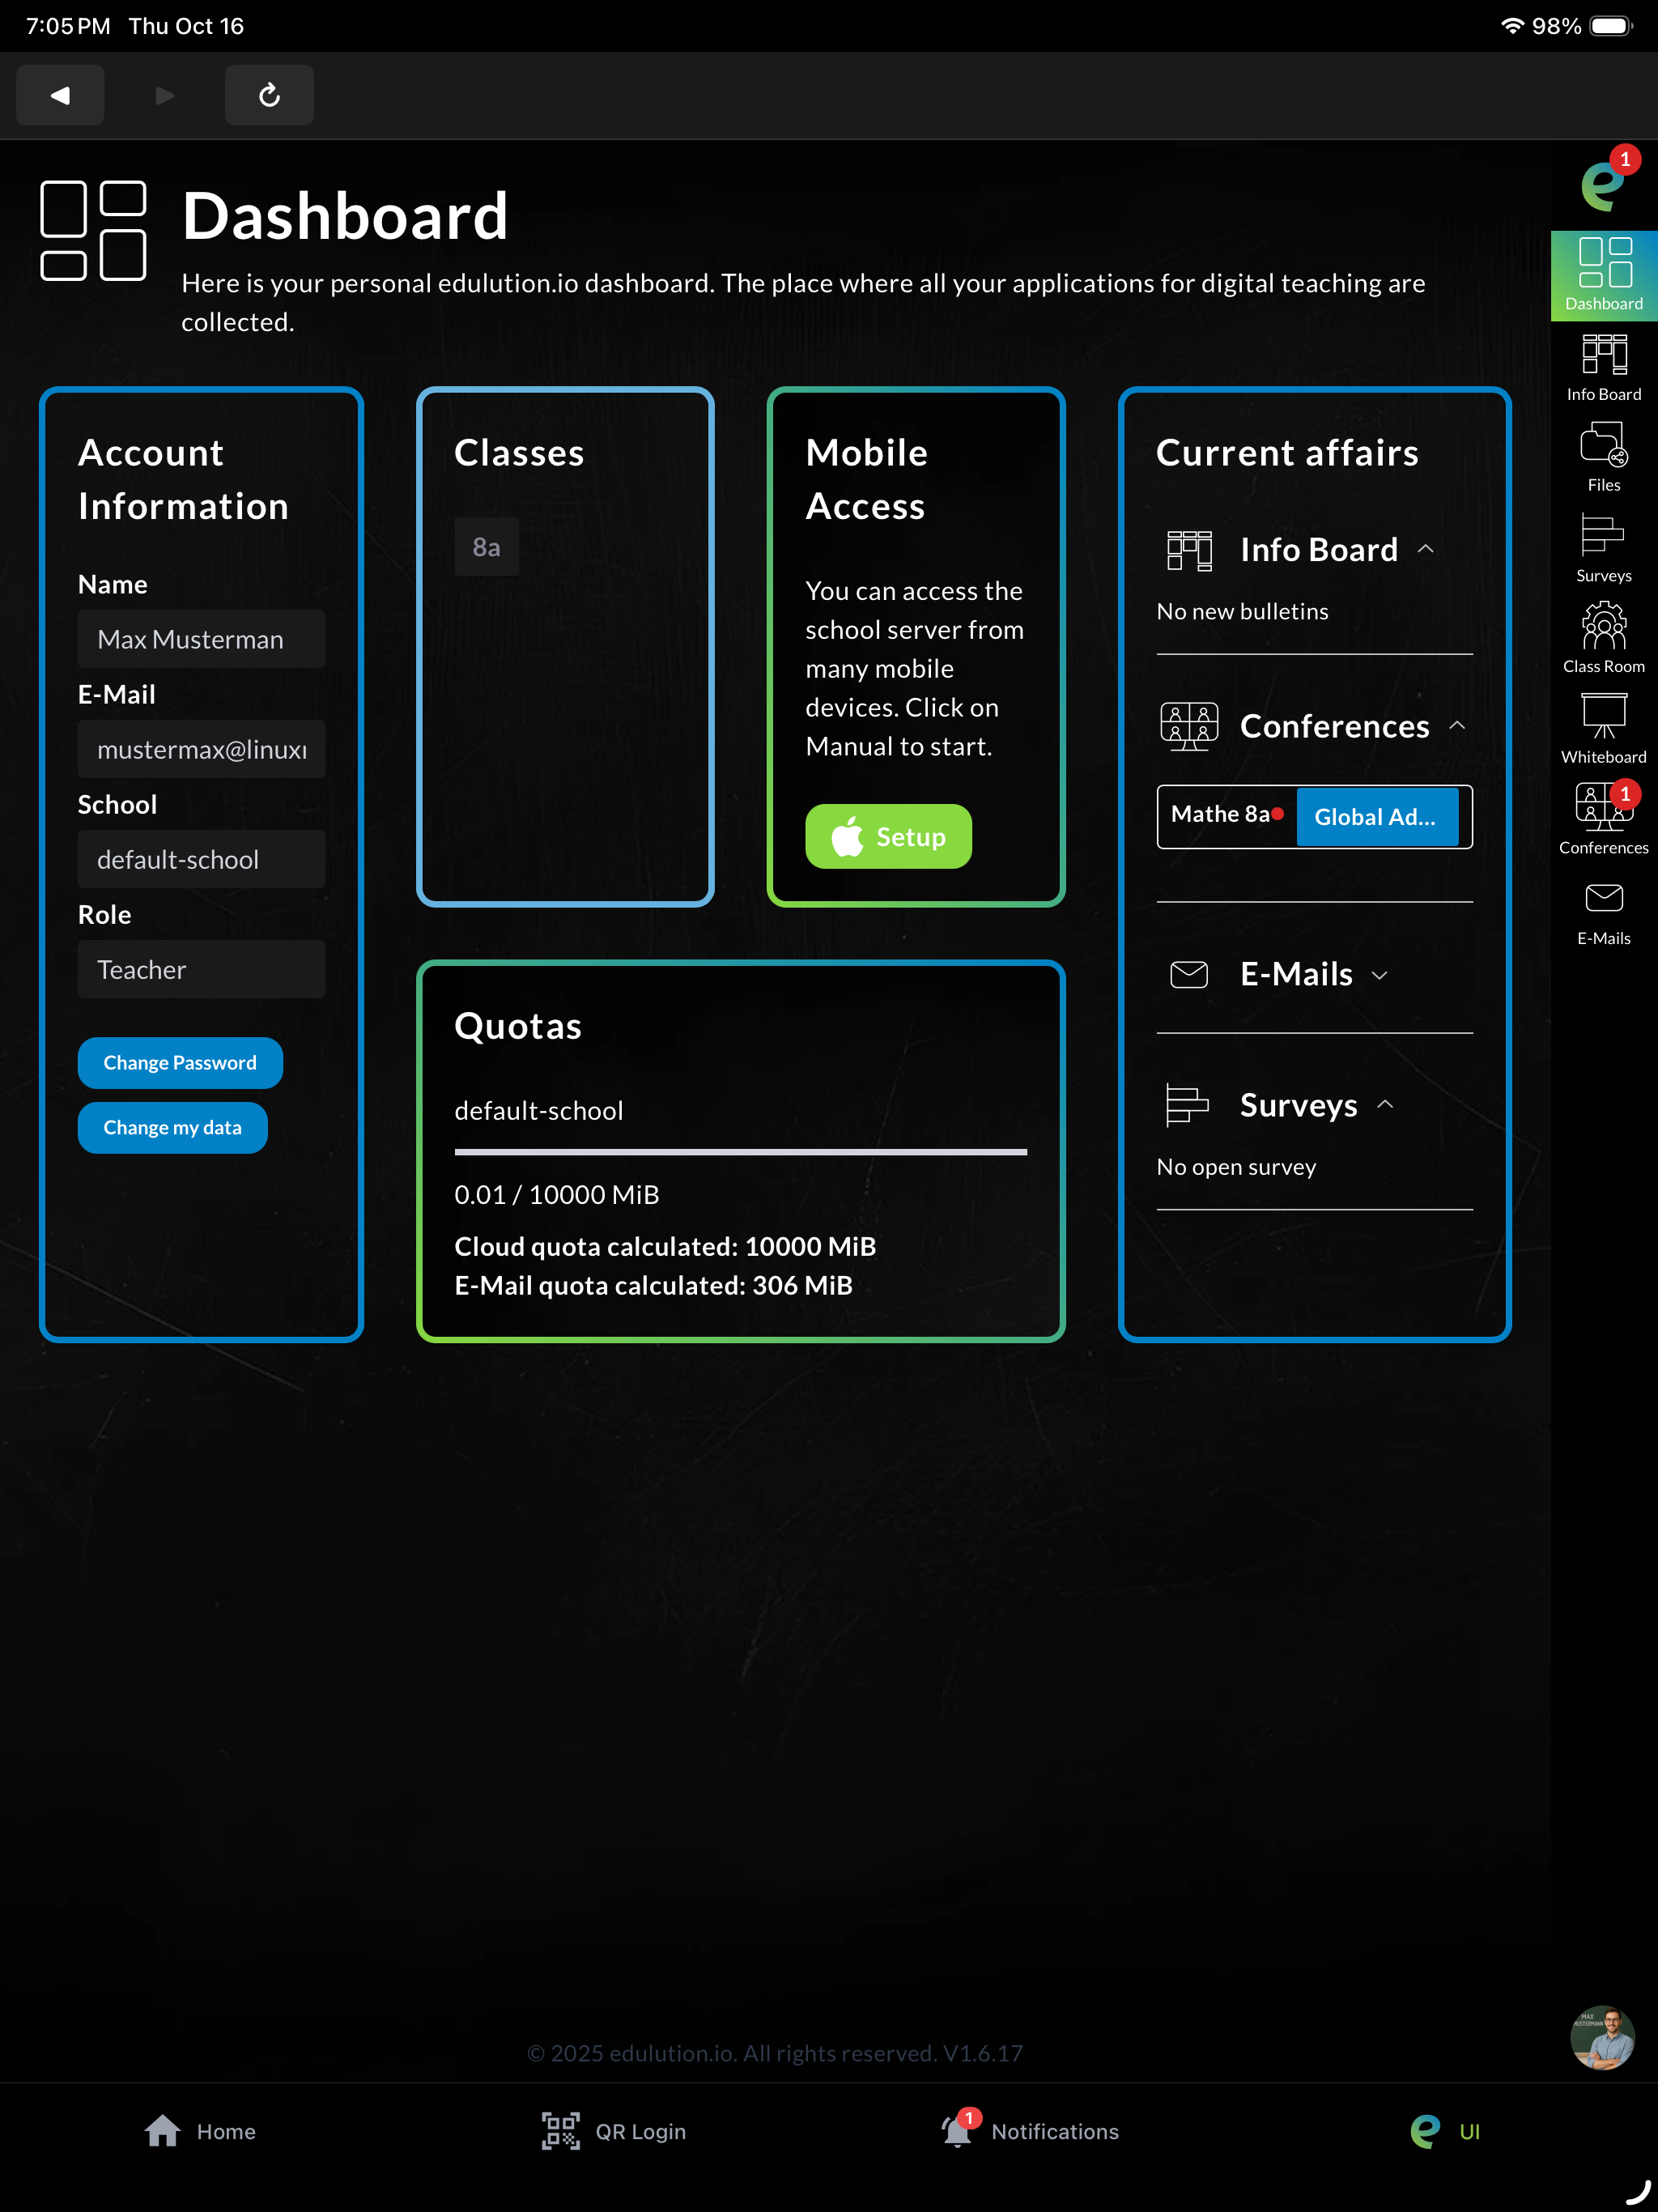 7:05 PM Thu Oct 16
98%
Dashboard
Here is your personal edulution.io dashboard. The place where all your applications for digital teaching are
collected.
Account
Information
Name
Max Musterman
E-Mail
School
default-school
Role
Teacher
Change Password
Change my data
Classes
8a
Mobile
Access
You can access the
school server from
many mobile
devices. Click on
Manual to start.
Setup
Quotas
default-school
0.01 / 10000 MiB
Cloud quota calculated: 10000 MiB
E-Mail quota calculated: 306 MiB
Current affairs
Info Board
No new bulletins
Conferences
Mathe 8a
Global Ad...
E-Mails
Surveys
No open survey
1
Dashboard
Info Board
Files
Surveys
Class Room
Whiteboard
1
Conferences
E-Mails
MAX
MUSTERMANN
© 2025 edulution.io. All rights reserved. V1.6.17
Home
QR Login
1
Notifications
UI